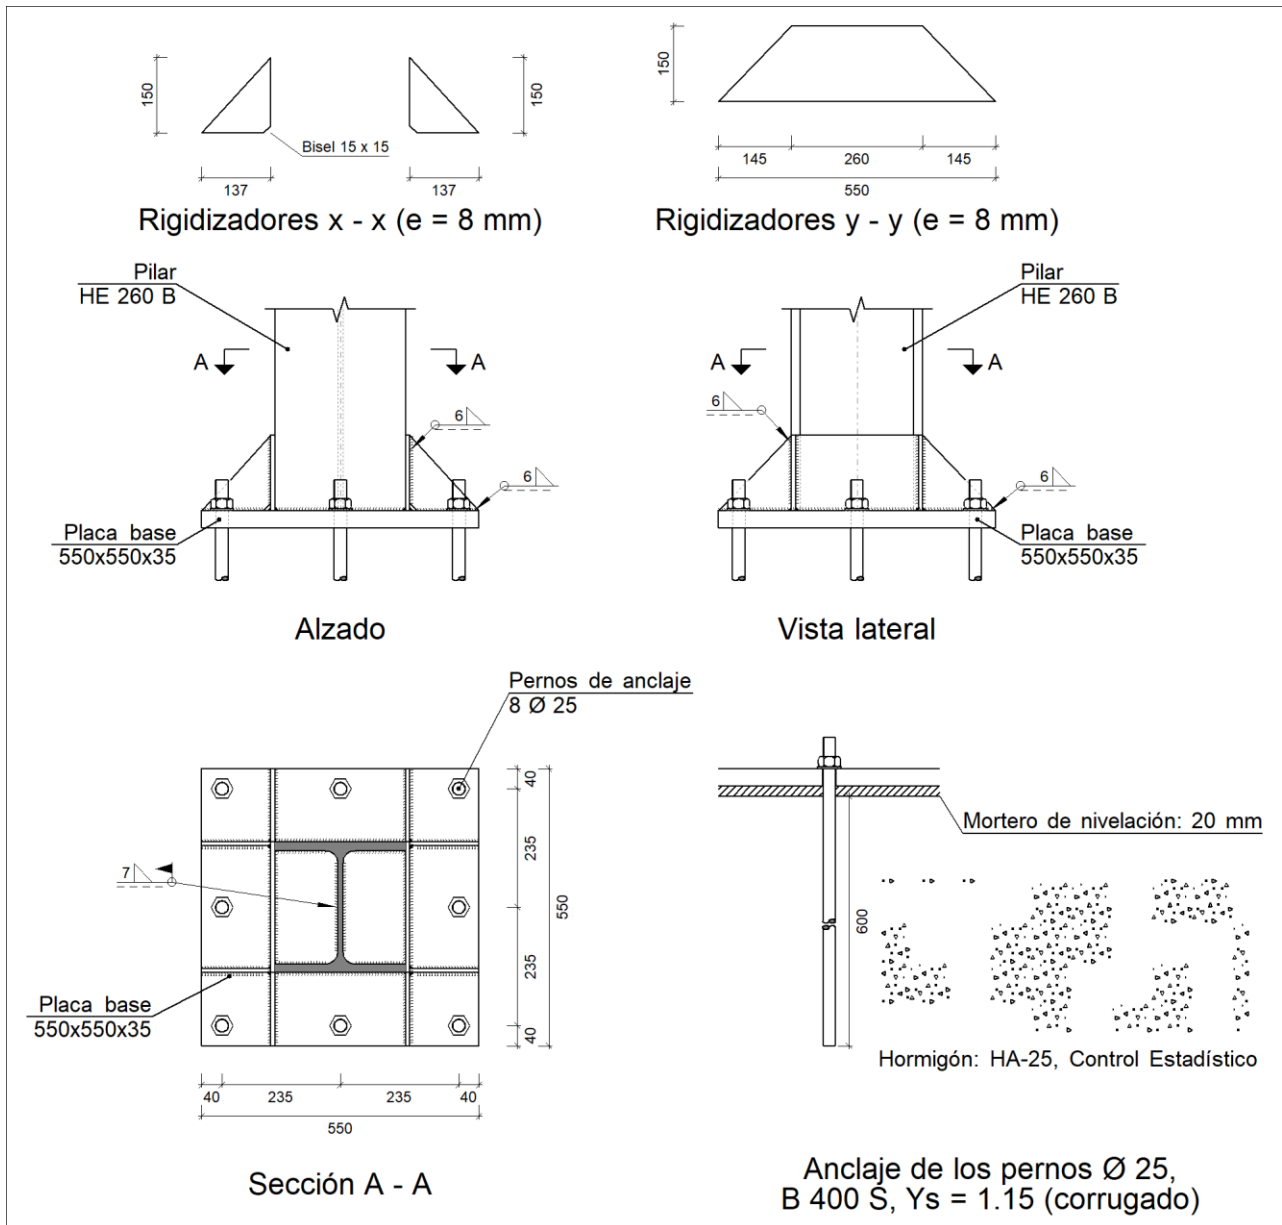 150
150
150
Bisel 15 x 15
137
137
145
260
145
550
Rigidizadores x - x (e = 8 mm)
Rigidizadores y - y (e = 8 mm)
Pilar
HE 260 B
Pilar
HE 260 B
A
A
A
A
6
6
6
6
Placa base
550x550x35
Placa base
550x550x35
Alzado
Vista lateral
Pernos de anclaje
8 Ø 25
40
235
550
235
40
7
Placa base
550x550x35
40
235
235
40
550
Sección A - A
Mortero de nivelación: 20 mm
600
Hormigón: HA-25, Control Estadístico
Anclaje de los pernos Ø 25,
B 400 S, Ys = 1.15 (corrugado)